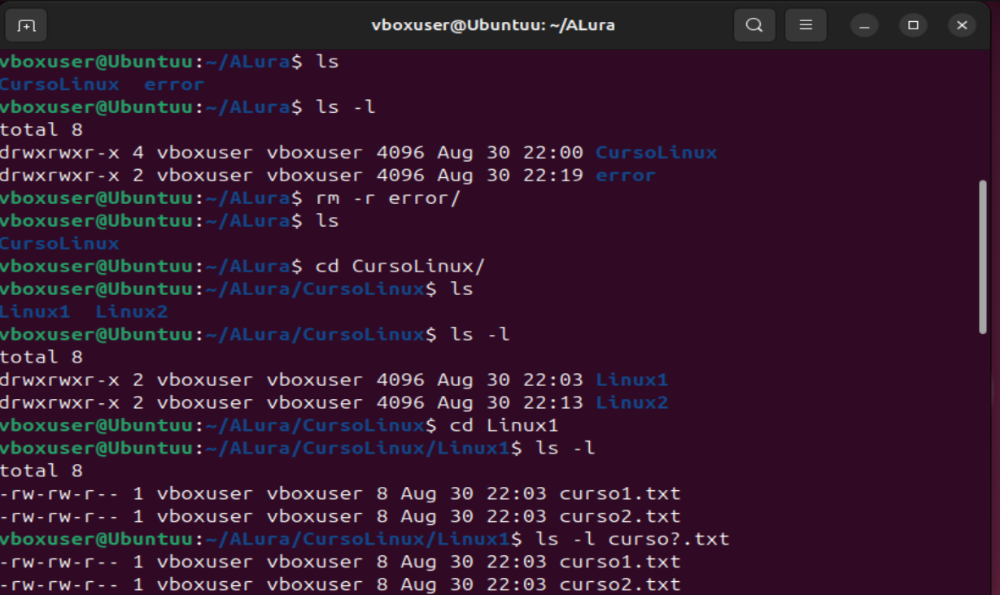 vboxuser@Ubuntuu: ~/ALura
vboxuser@Ubuntuu:~/ALura$ ls
CursoLinux  error
vboxuser@Ubuntuu:~/ALura$ ls -l
total 8
drwxrwxr-x 4 vboxuser vboxuser 4096 Aug 30 22:00 CursoLinux
drwxrwxr-x 2 vboxuser vboxuser 4096 Aug 30 22:19 error
vboxuser@Ubuntuu:~/ALura$ rm -r error/
vboxuser@Ubuntuu:~/ALura$ ls
CursoLinux
vboxuser@Ubuntuu:~/ALura$ cd CursoLinux/
vboxuser@Ubuntuu:~/ALura/CursoLinux$ ls
Linux1  Linux2
vboxuser@Ubuntuu:~/ALura/CursoLinux$ ls -l
total 8
drwxrwxr-x 2 vboxuser vboxuser 4096 Aug 30 22:03 Linux1
drwxrwxr-x 2 vboxuser vboxuser 4096 Aug 30 22:13 Linux2
vboxuser@Ubuntuu:~/ALura/CursoLinux$ cd Linux1
vboxuser@Ubuntuu:~/ALura/CursoLinux/Linux1$ ls -l
total 8
-rw-rw-r-- 1 vboxuser vboxuser 8 Aug 30 22:03 curso1.txt
-rw-rw-r-- 1 vboxuser vboxuser 8 Aug 30 22:03 curso2.txt
vboxuser@Ubuntuu:~/ALura/CursoLinux/Linux1$ ls -l curso?.txt
-rw-rw-r-- 1 vboxuser vboxuser 8 Aug 30 22:03 curso1.txt
-rw-rw-r-- 1 vboxuser vboxuser 8 Aug 30 22:03 curso2.txt